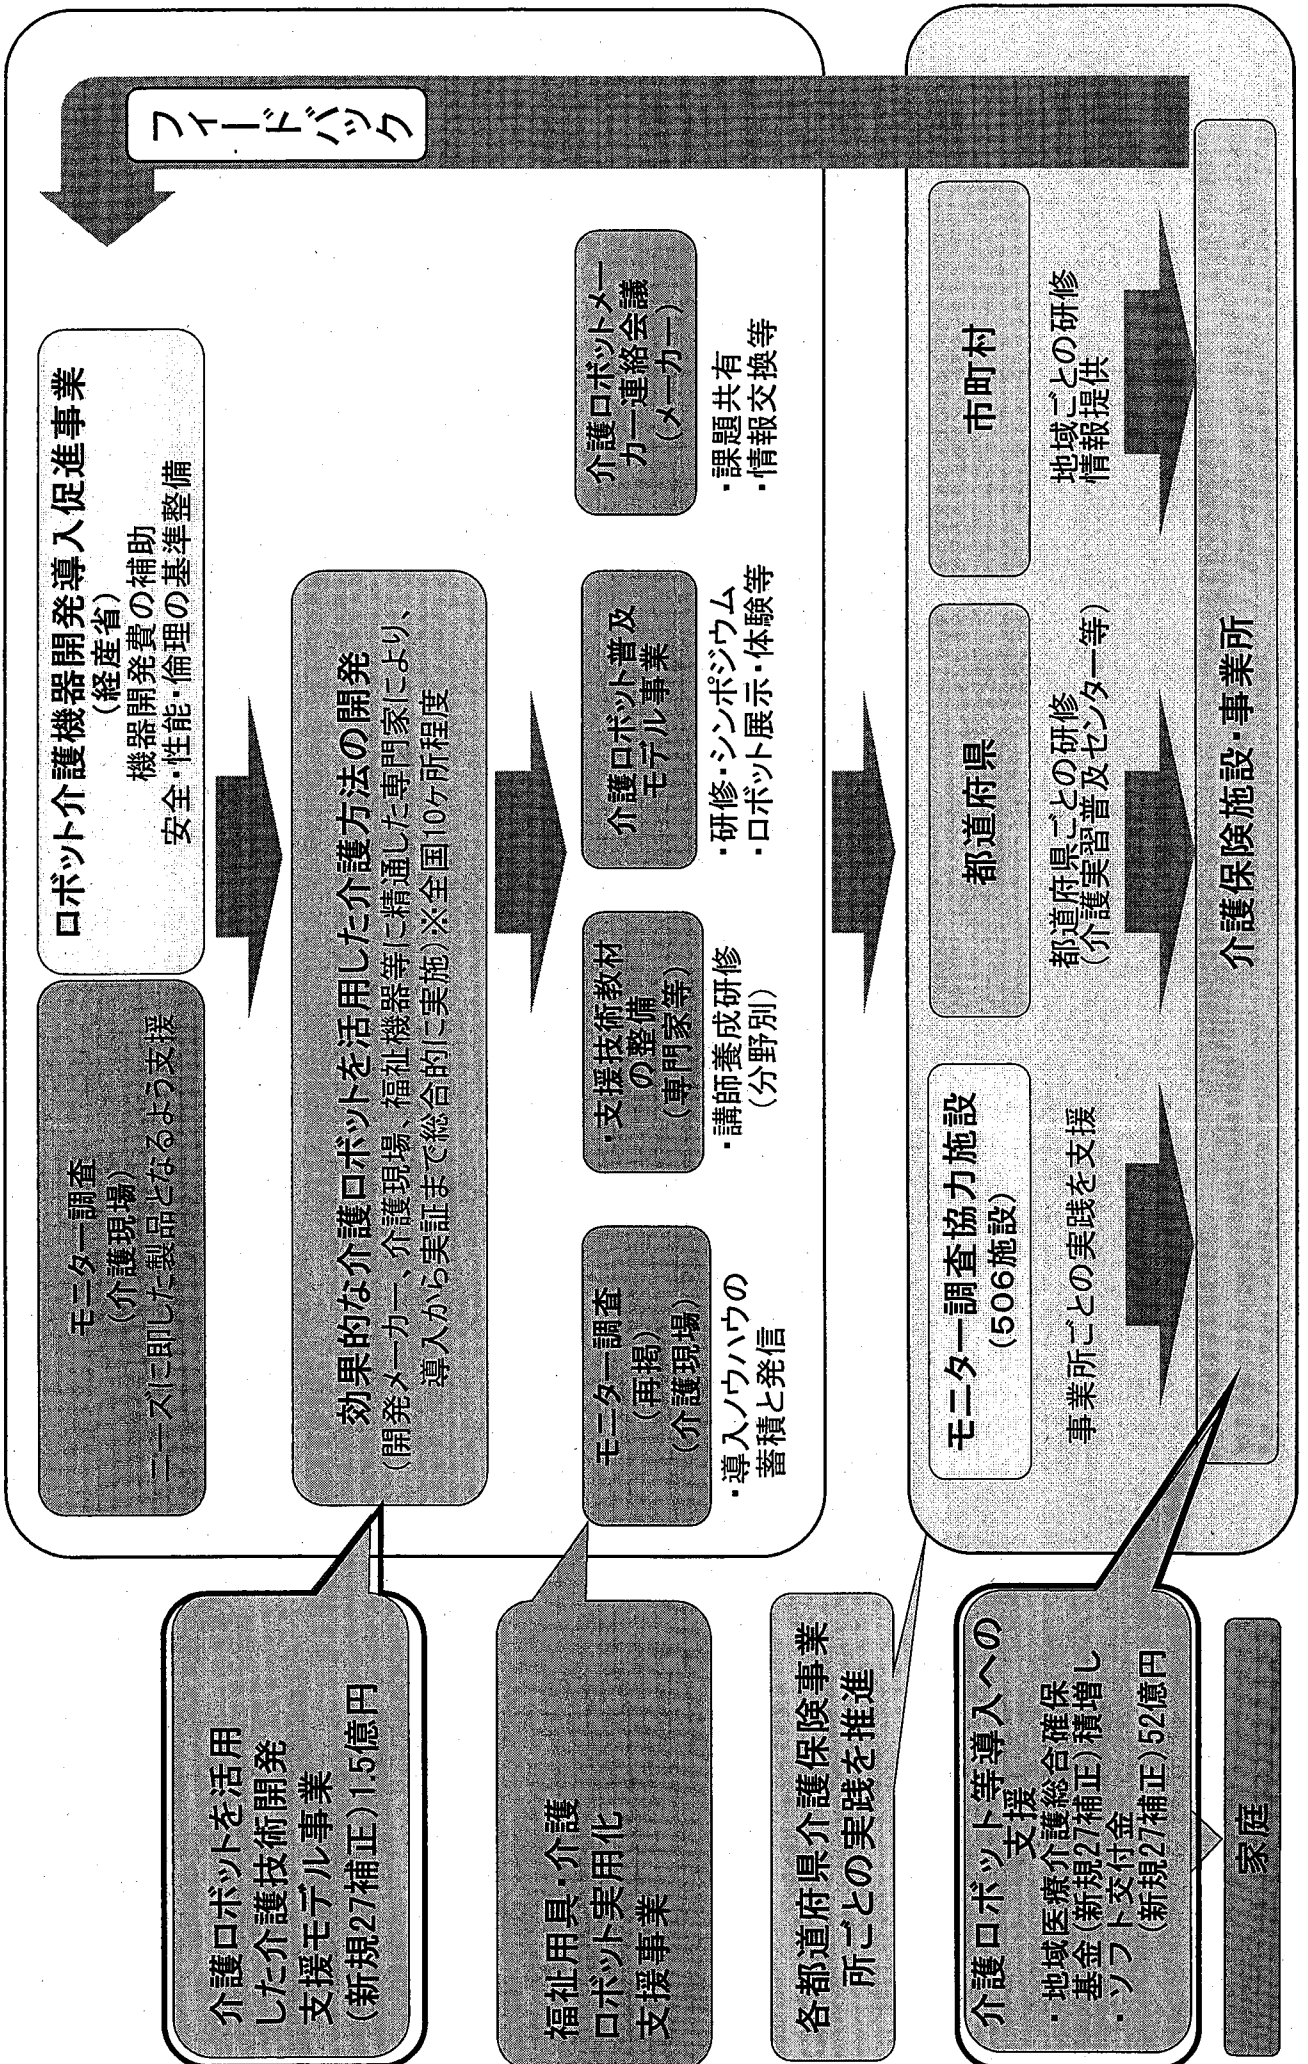 モニター調査
(介護現場)
ニーズに即した製品となるよう支援
ロボット介護機器開発導入促進事業
(経産省)
機器開発費の補助
安全・性能・倫理の基準整備
フィードバック
介護ロボットを活用
した介護技術開発
支援モデル事業
(新規27補正)1.5億円
効果的な介護ロボットを活用した介護方法の開発
(開発メーカー、介護現場、福祉機器等に精通した専門家により、
導入から実証まで総合的に実施)※全国10ヶ所程度
福祉用具・介護
ロボット実用化
支援事業
モニター調査
(再掲)
(介護現場)
・導入ノウハウの
蓄積と発信
・支援技術教材
の整備
(専門家等)
・講師養成研修
(分野別)
介護ロボット普及
モデル事業
・研修・シンポジウム
・ロボット展示・体験等
介護ロボットメー
カー連絡会議
(メーカー)
・課題共有
・情報交換等
各都道府県介護保険事業
所ごとの実践を推進
モニター調査協力施設
(506施設)
事業所ごとの実践を支援
都道府県
都道府県ごとの研修
(介護実習普及センター等)
市町村
地域ごとの研修
情報提供
介護ロボット等導入への
支援
・地域医療介護総合確保
基金(新規27補正)積増し
・ソフト交付金
(新規27補正)52億円
介護保険施設・事業所
家庭